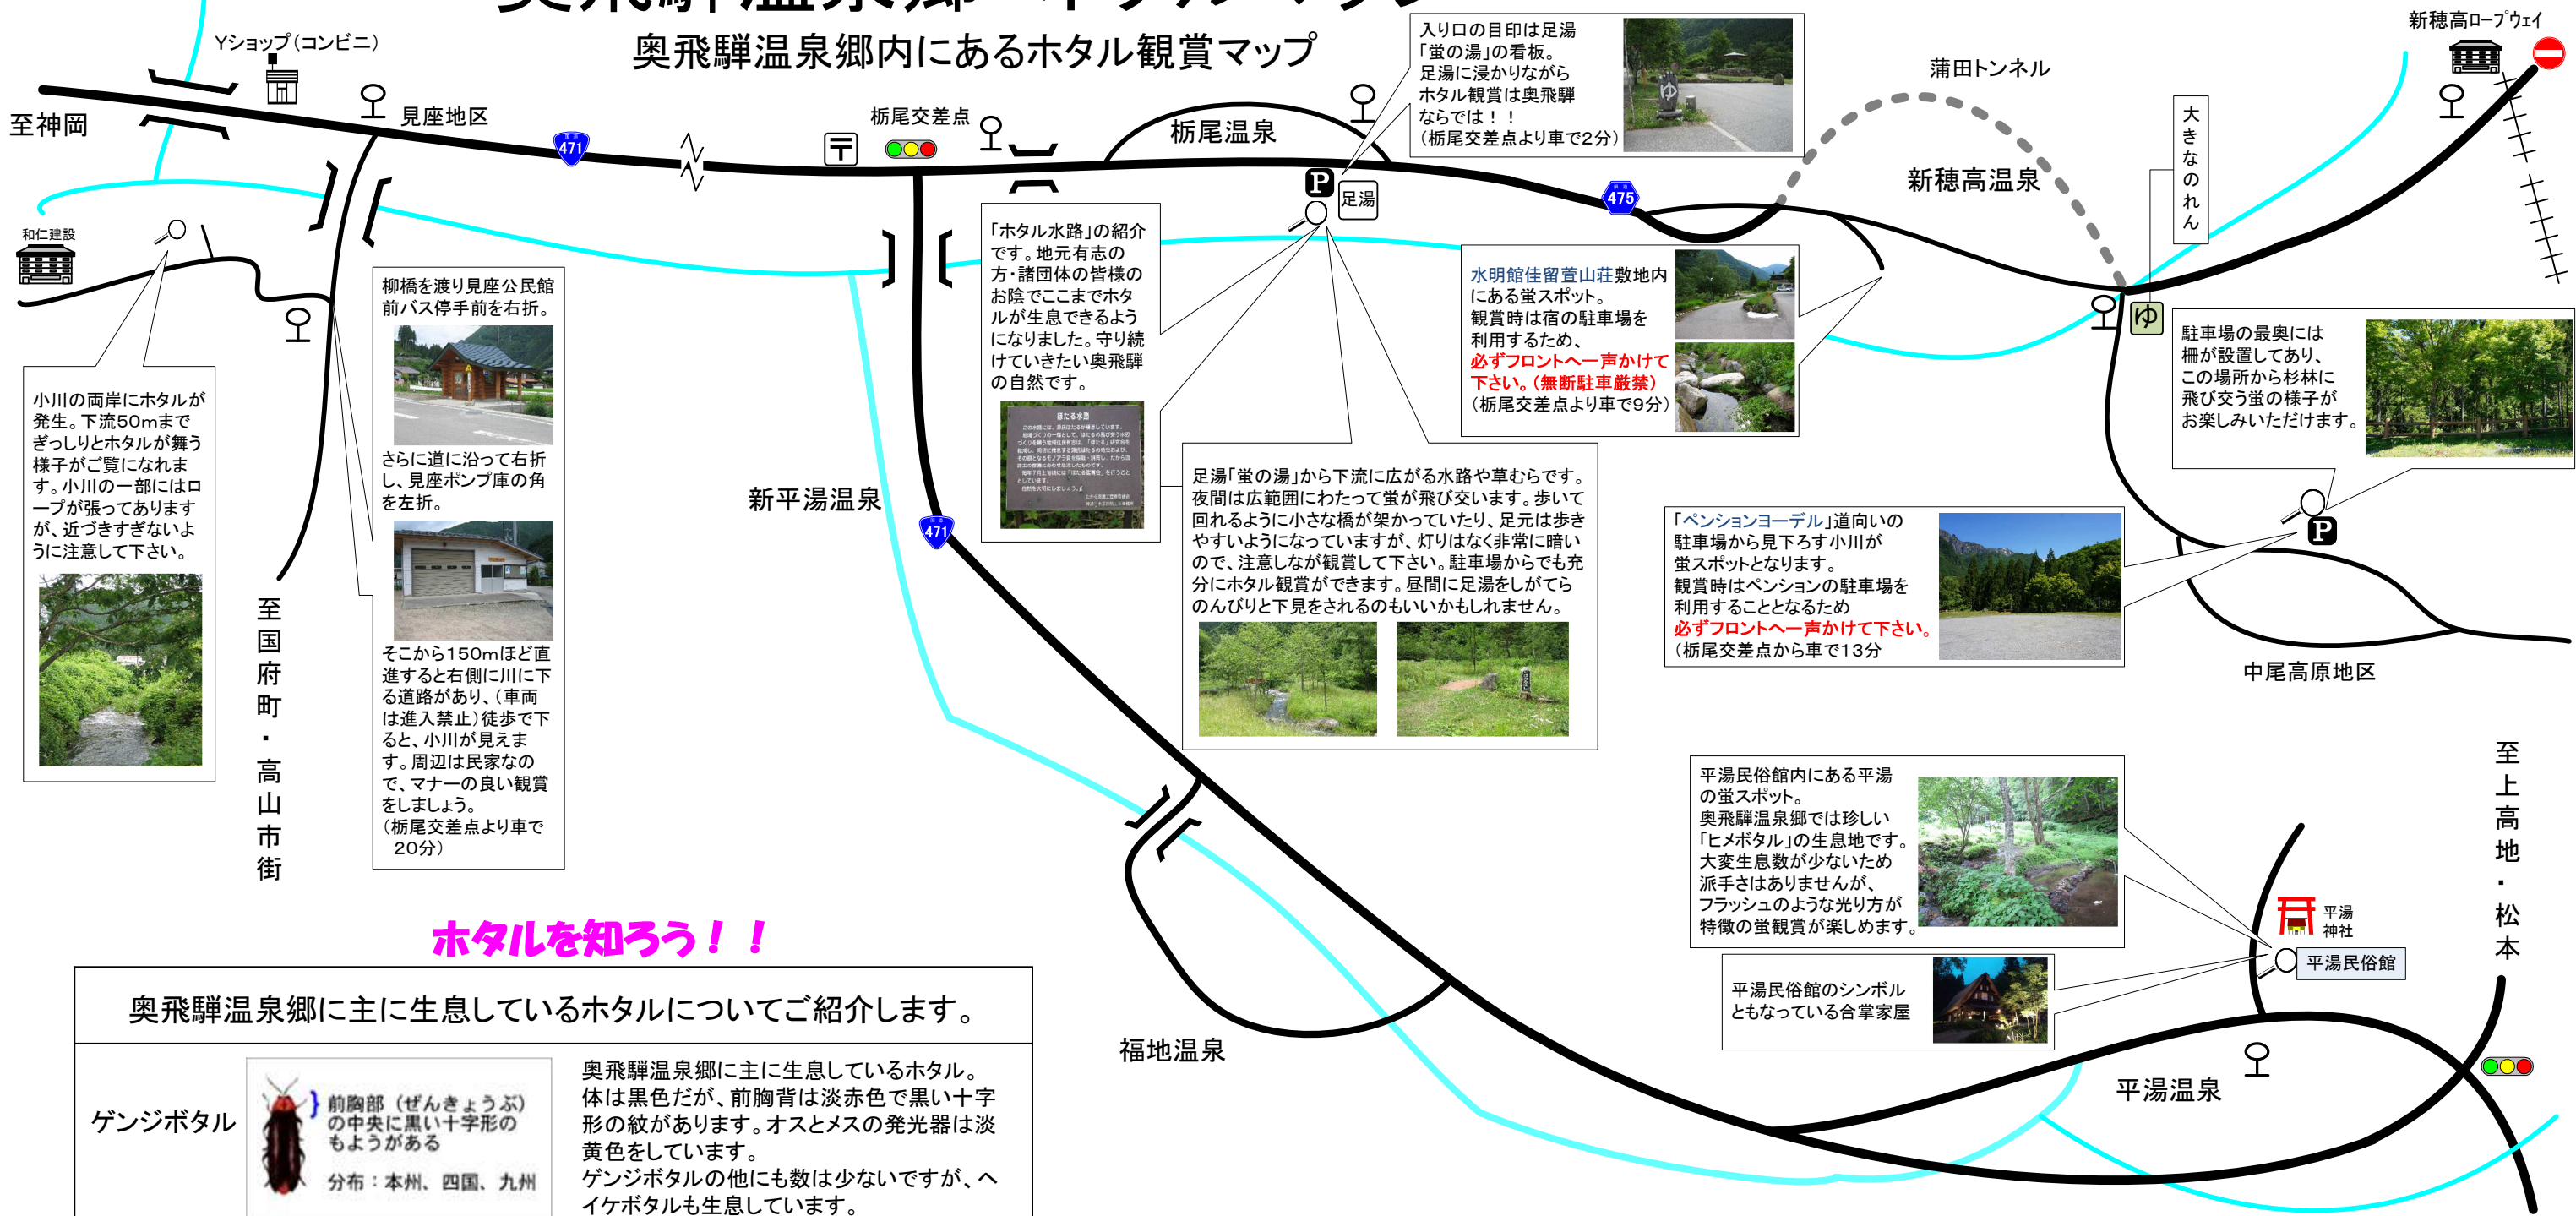 奥飛騨温泉郷内にあるホタル観賞マップ
Yショップ(コンビニ)
至神岡
見座地区
471
〒
栃尾交差点
栃尾温泉
入り口の目印は足湯
「蛍の湯」の看板。
足湯に浸かりながら
ホタル観賞は奥飛騨
ならでは!!
(栃尾交差点より車で2分)
ゆ
P
足湯
475
蒲田トンネル
新穂高温泉
新穂高ロープウェイ
大きなのれん
ゆ
和仁建設
小川の両岸にホタルが
発生。下流50mまで
ぎっしりとホタルが舞う
様子がご覧になれま
す。小川の一部にはロ
ープが張ってあります
が、近づきすぎないよ
うに注意して下さい。
至国府町・高山市街
柳橋を渡り見座公民館
前バス停手前を右折。
さらに道に沿って右折
し、見座ポンプ庫の角
を左折。
そこから150mほど直
進すると右側に川に下
る道路があり、(車両
は進入禁止)徒歩で下
ると、小川が見えま
す。周辺は民家なの
で、マナーの良い観賞
をしましょう。
(栃尾交差点より車で
20分)
「ホタル水路」の紹介
です。地元有志の
方・諸団体の皆様の
お陰でここまでホタ
ルが生息できるよう
になりました。守り続
けていきたい奥飛騨
の自然です。
ほたる水路
水明館佳留萱山荘敷地内
にある蛍スポット。
観賞時は宿の駐車場を
利用するため、
必ずフロントへ一声かけて
下さい。(無断駐車厳禁)
(栃尾交差点より車で9分)
足湯「蛍の湯」から下流に広がる水路や草むらです。
夜間は広範囲にわたって蛍が飛び交います。歩いて
回れるように小さな橋が架かっていたり、足元は歩き
やすいようになっていますが、灯りはなく非常に暗い
ので、注意しなが観賞して下さい。駐車場からでも充
分にホタル観賞ができます。昼間に足湯をしがてら
のんびりと下見をされるのもいいかもしれません。
駐車場の最奥には
柵が設置してあり、
この場所から杉林に
飛び交う蛍の様子が
お楽しみいただけます。
「ペンションヨーデル」道向いの
駐車場から見下ろす小川が
蛍スポットとなります。
観賞時はペンションの駐車場を
利用することとなるため
必ずフロントへ一声かけて下さい。
(栃尾交差点から車で13分
P
中尾高原地区
新平湯温泉
471
福地温泉
平湯民俗館内にある平湯
の蛍スポット。
奥飛騨温泉郷では珍しい
「ヒメボタル」の生息地です。
大変生息数が少ないため
派手さはありませんが、
フラッシュのような光り方が
特徴の蛍観賞が楽しめます。
平湯民俗館のシンボル
ともなっている合掌家屋
平湯
神社
平湯民俗館
至上高地・松本
平湯温泉
ホタルを知ろう!!
奥飛騨温泉郷に主に生息しているホタルについてご紹介します。
ゲンジボタル
前胸部(ぜんきょうぶ)
の中央に黒い十字形の
もようがある
分布:本州、四国、九州
奥飛騨温泉郷に主に生息しているホタル。
体は黒色だが、前胸背は淡赤色で黒い十字
形の紋があります。オスとメスの発光器は淡
黄色をしています。
ゲンジボタルの他にも数は少ないですが、ヘ
イケボタルも生息しています。